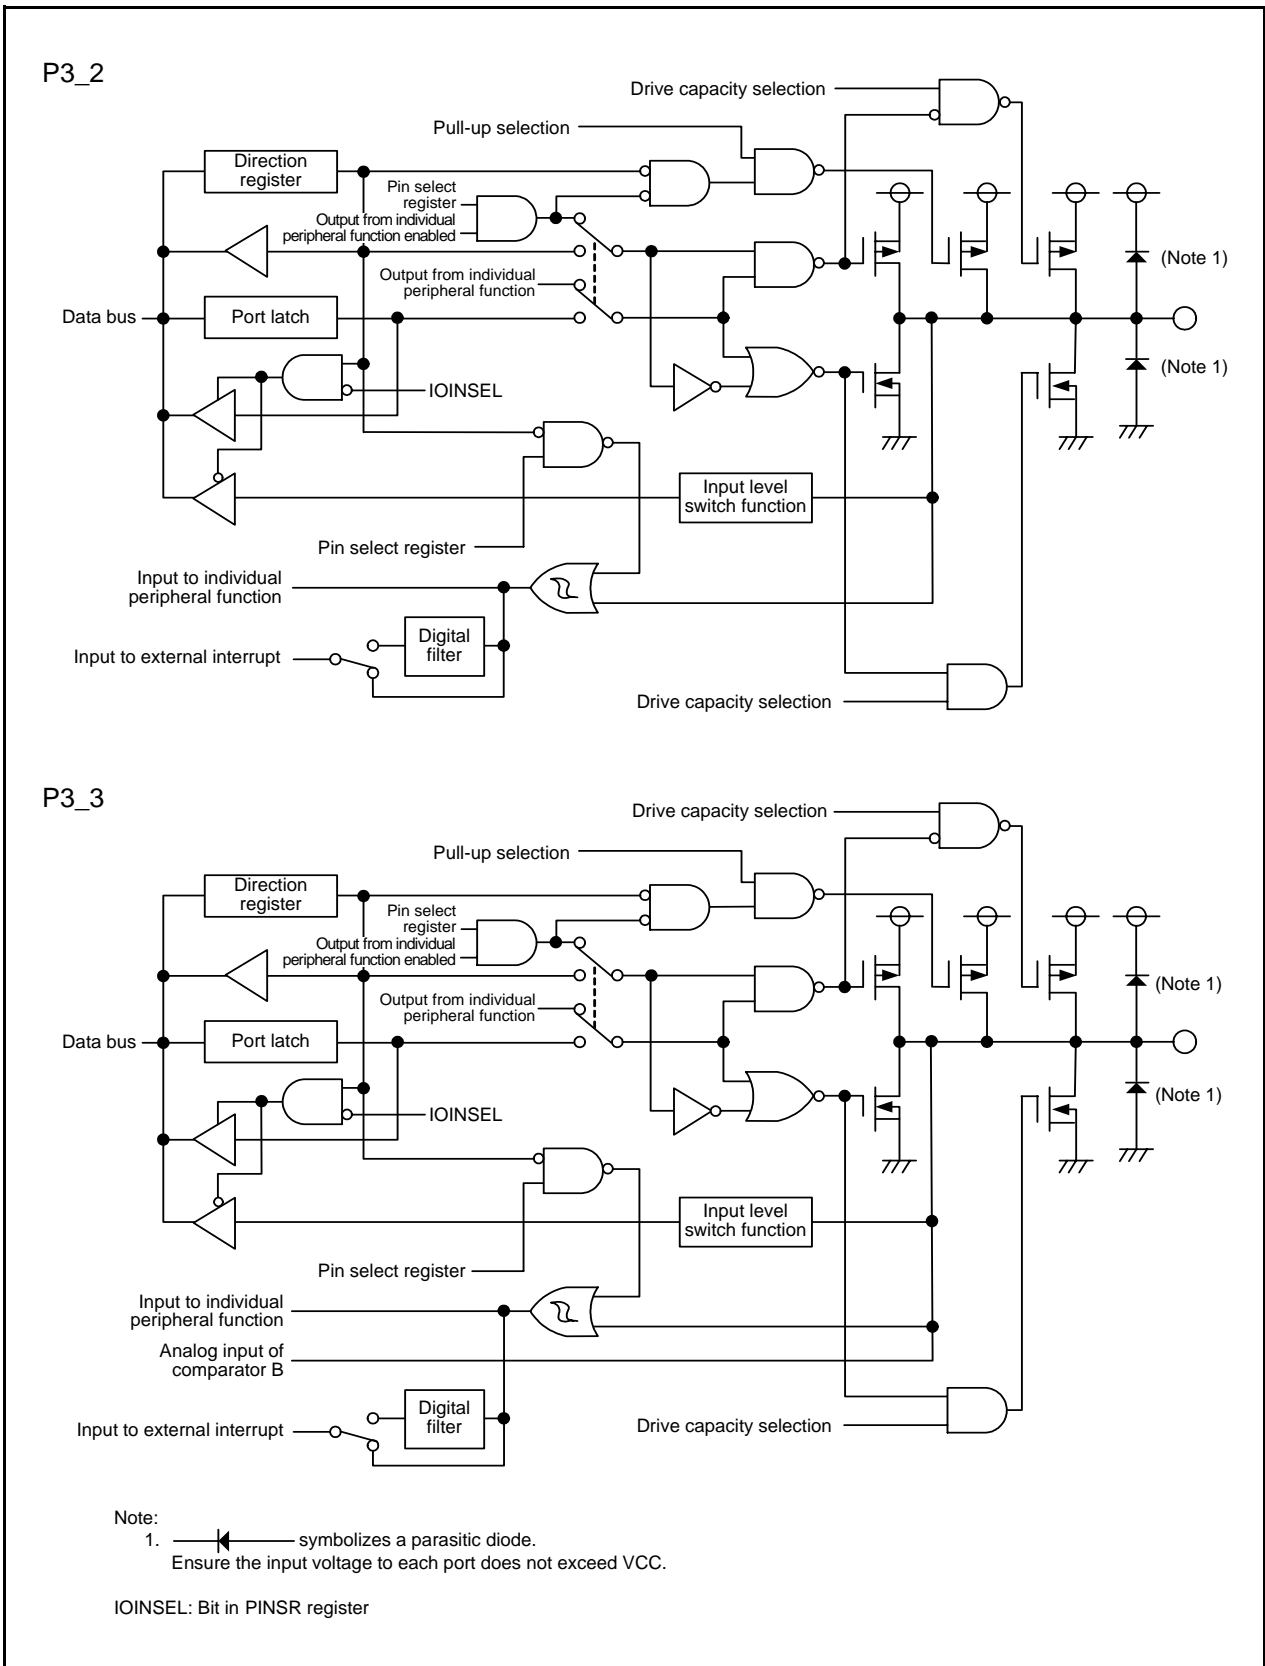 P3_2
Drive capacity selection
Pull-up selection
Direction
register
Pin select
register
Output from individual
peripheral function enabled
(Note 1)
Output from individual
peripheral function
Data bus
Port latch
(Note 1)
IOINSEL
Input level
switch function
Pin select register
Input to individual
peripheral function
Digital
filter
Input to external interrupt
Drive capacity selection
P3_3
Drive capacity selection
Pull-up selection
Direction
register
Pin select
register
Output from individual
peripheral function enabled
(Note 1)
Output from individual
peripheral function
Data bus
Port latch
(Note 1)
IOINSEL
Input level
switch function
Pin select register
Input to individual
peripheral function
Analog input of
comparator B
Digital
filter
Input to external interrupt
Drive capacity selection
Note:
1. symbolizes a parasitic diode.
Ensure the input voltage to each port does not exceed VCC.
IOINSEL: Bit in PINSR register